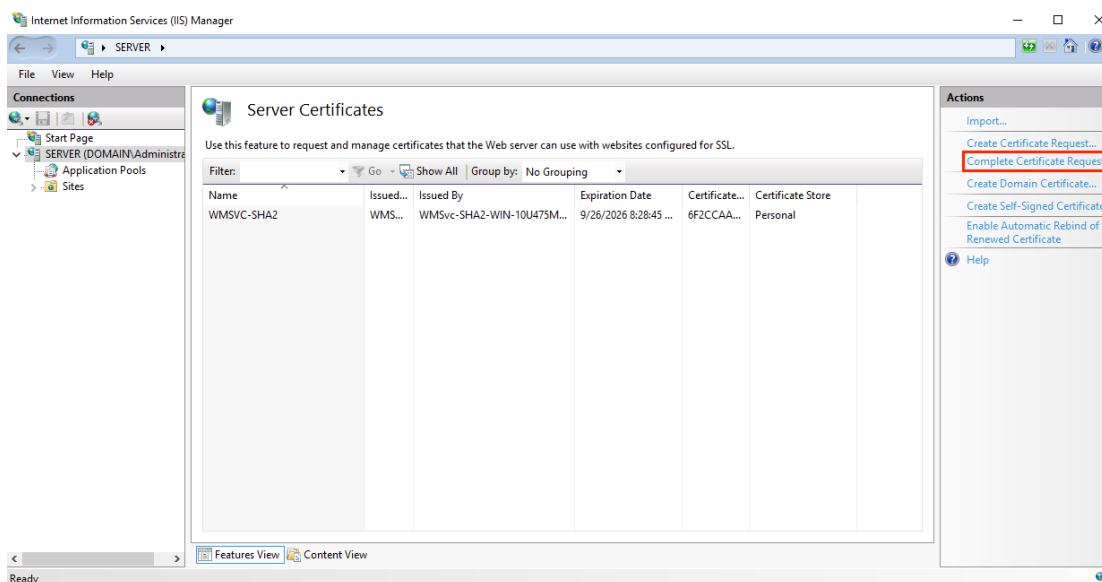 Internet Information Services (IIS) Manager
SERVER
File View Help
Connections
Start Page
SERVER (DOMAIN\Administra
Application Pools
Sites
Server Certificates
Use this feature to request and manage certificates that the Web server can use with websites configured for SSL.
Filter: Go Show All Group by: No Grouping
Name Issued... Issued By Expiration Date Certificate... Certificate Store
WMSVC-SHA2 WMS... WMSvc-SHA2-WIN-10U475M... 9/26/2026 8:28:45 ... 6F2CCAA... Personal
Features View Content View
Actions
Import...
Create Certificate Request...
Complete Certificate Request
Create Domain Certificate...
Create Self-Signed Certificate
Enable Automatic Rebind of
Renewed Certificate
Help
Ready